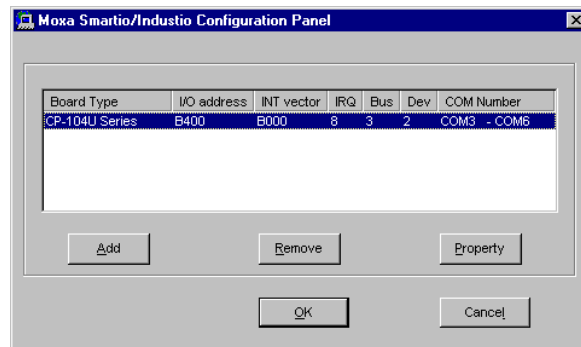 Moxa Smartio/Industio Configuration Panel
Board Type I/O address INT vector IRQ Bus Dev COM Number
CP-104U Series B400 B000 8 3 2 COM3 - COM6
Add Remove Property
OK Cancel